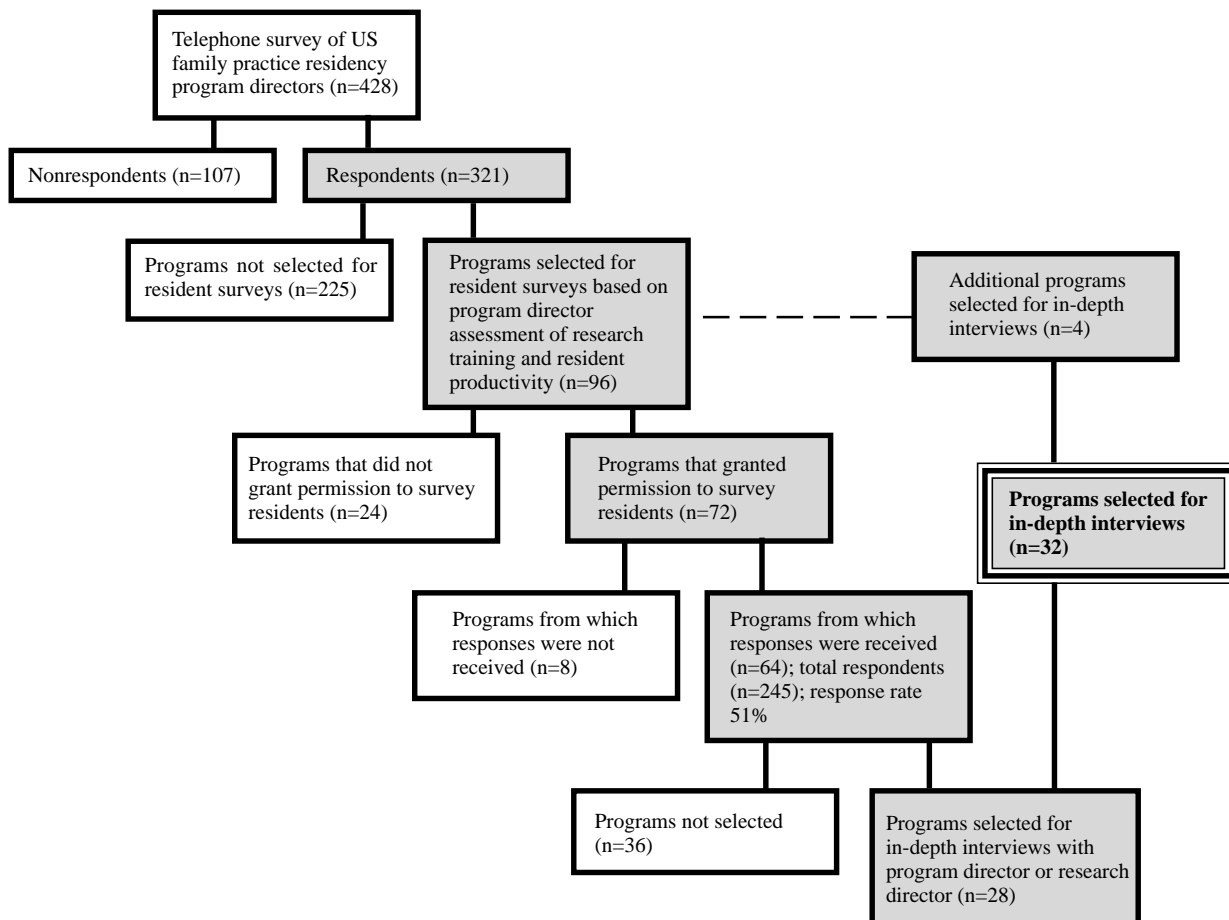 Telephone survey of US
family practice residency
program directors (n=428)
Nonrespondents (n=107)
Respondents (n=321)
Programs not selected for
resident surveys (n=225)
Programs selected for
resident surveys based on
program director
assessment of research
training and resident
productivity (n=96)
Additional programs
selected for in-depth
interviews (n=4)
Programs that did not
grant permission to survey
residents (n=24)
Programs that granted
permission to survey
residents (n=72)
Programs selected for
in-depth interviews
(n=32)
Programs from which
responses were not
received (n=8)
Programs from which
responses were received
(n=64); total respondents
(n=245); response rate
51%
Programs not selected
(n=36)
Programs selected for
in-depth interviews with
program director or research
director (n=28)